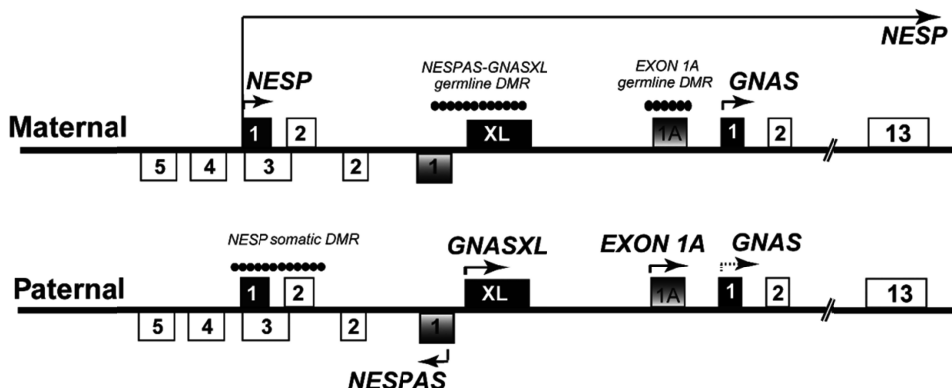 NESP
NESP
NESPAS-GNASXL
germline DMR
EXON 1A
germline DMR
GNAS
Maternal
1 2 XL 1A 1 2 13
5 4 3 2 1
NESP somatic DMR
GNASXL EXON 1A GNAS
Paternal
1 2 XL 1A 1 2 13
5 4 3 2 1
NESPAS